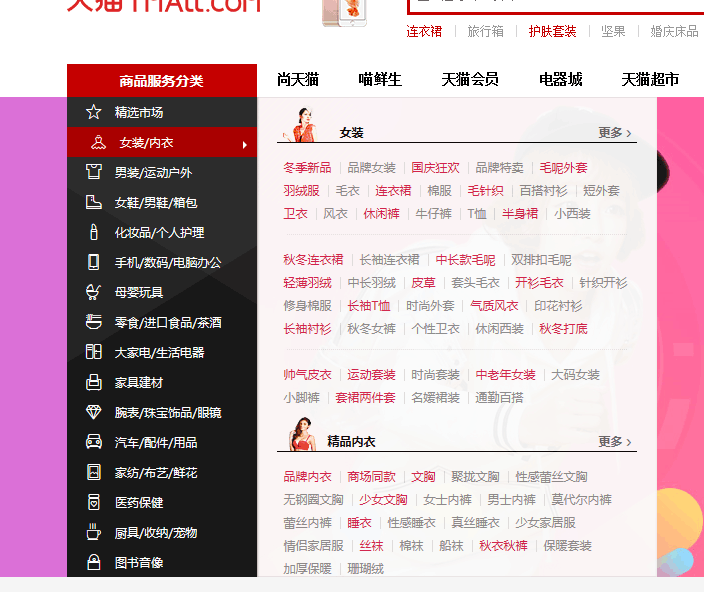 天猫 TMALL.COM
连衣裙 旅行箱 护肤套装 坚果 婚庆床品
商品服务分类 尚天猫 喵鲜生 天猫会员 电器城 天猫超市
精选市场
女装/内衣
男装/运动户外
女鞋/男鞋/箱包
化妆品/个人护理
手机/数码/电脑办公
母婴玩具
零食/进口食品/茶酒
大家电/生活电器
家具建材
腕表/珠宝饰品/眼镜
汽车/配件/用品
家纺/布艺/鲜花
医药保健
厨具/收纳/宠物
图书音像
女装 更多 >
冬季新品 品牌女装 国庆狂欢 品牌特卖 毛呢外套
羽绒服 毛衣 连衣裙 棉服 毛针织 百搭衬衫 短外套
卫衣 风衣 休闲裤 牛仔裤 T恤 半身裙 小西装
秋冬连衣裙 长袖连衣裙 中长款毛呢 双排扣毛呢
轻薄羽绒 中长羽绒 皮草 套头毛衣 开衫毛衣 针织开衫
修身棉服 长袖T恤 时尚外套 气质风衣 印花衬衫
长袖衬衫 秋冬女裤 个性卫衣 休闲西装 秋冬打底
帅气皮衣 运动套装 时尚套装 中老年女装 大码女装
小脚裤 套裙两件套 名媛裙装 通勤百搭
精品内衣 更多 >
品牌内衣 商场同款 文胸 聚拢文胸 性感蕾丝文胸
无钢圈文胸 少女文胸 女士内裤 男士内裤 莫代尔内裤
蕾丝内裤 睡衣 性感睡衣 真丝睡衣 少女家居服
情侣家居服 丝袜 棉袜 船袜 秋衣秋裤 保暖套装
加厚保暖 珊瑚绒